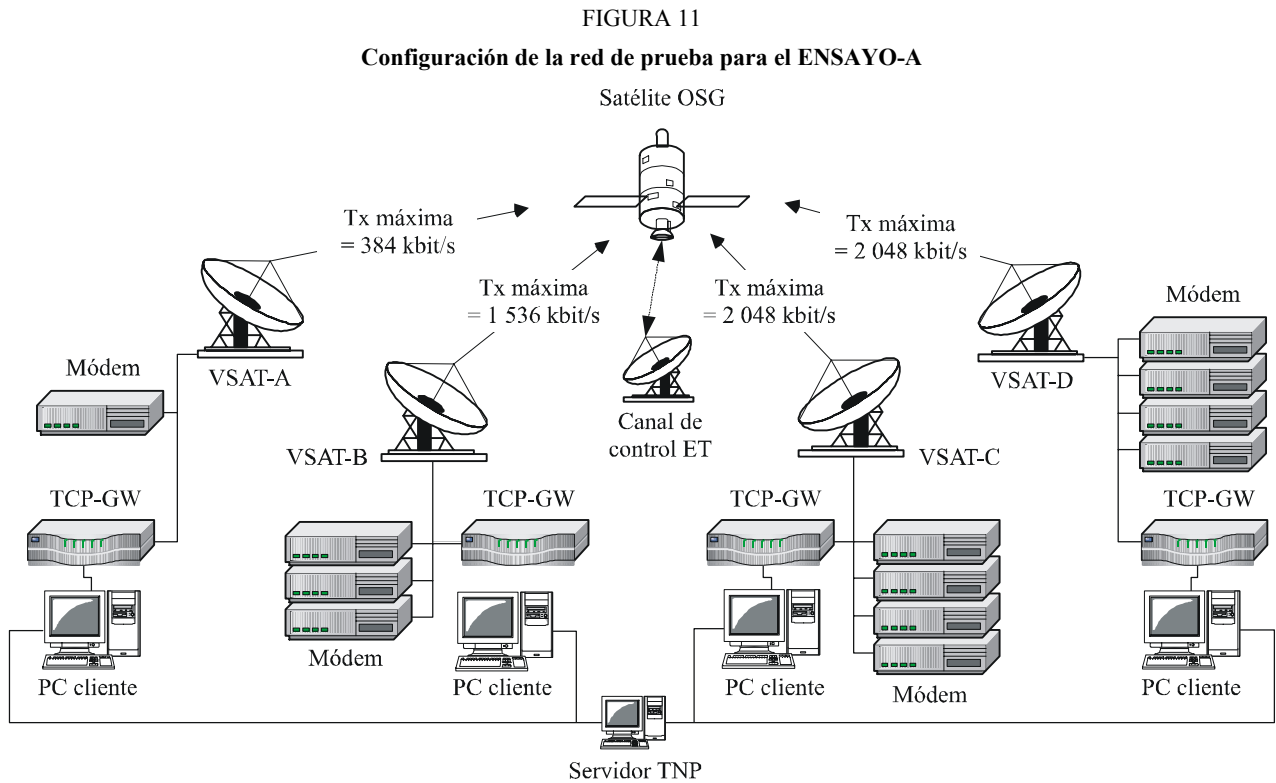 FIGURA 11
Configuración de la red de prueba para el ENSAYO-A
Satélite OSG
Tx máxima
= 384 kbit/s
Tx máxima
= 1 536 kbit/s
Tx máxima
= 2 048 kbit/s
Tx máxima
= 2 048 kbit/s
Módem
VSAT-A
VSAT-B
Canal de
control ET
VSAT-C
VSAT-D
Módem
TCP-GW
TCP-GW
TCP-GW
TCP-GW
Módem
Módem
PC cliente
PC cliente
PC cliente
PC cliente
Servidor TNP